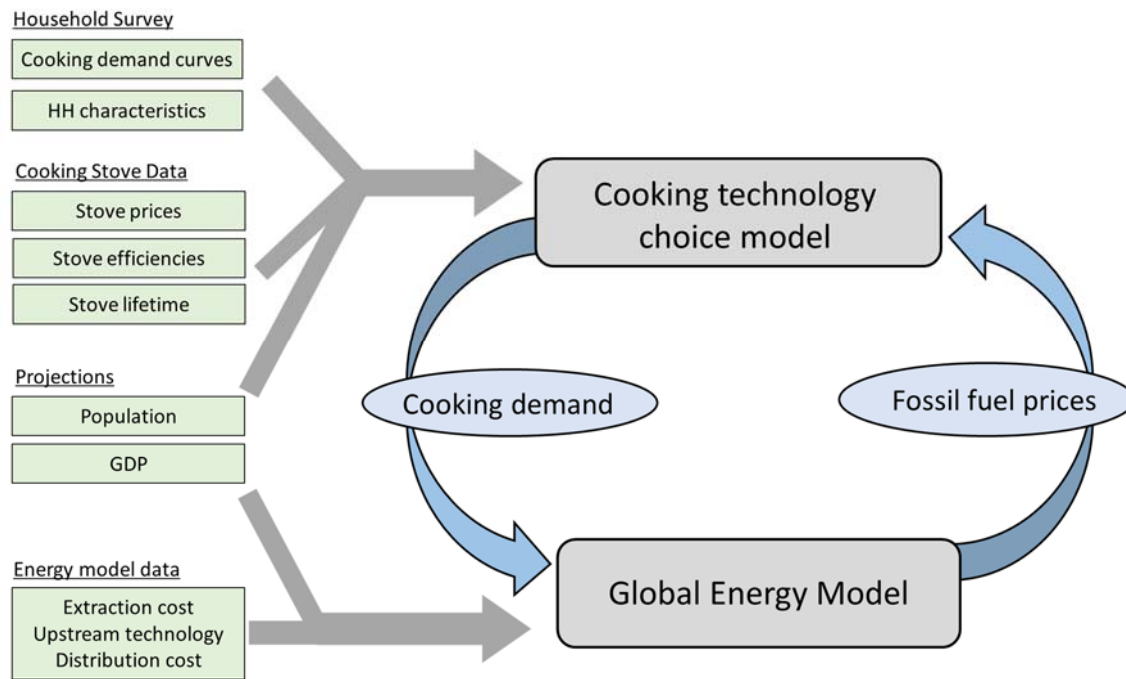 Household Survey
Cooking demand curves
HH characteristics
Cooking Stove Data
Stove prices
Stove efficiencies
Stove lifetime
Projections
Population
GDP
Energy model data
Extraction cost
Upstream technology
Distribution cost
Cooking technology
choice model
Cooking demand
Fossil fuel prices
Global Energy Model